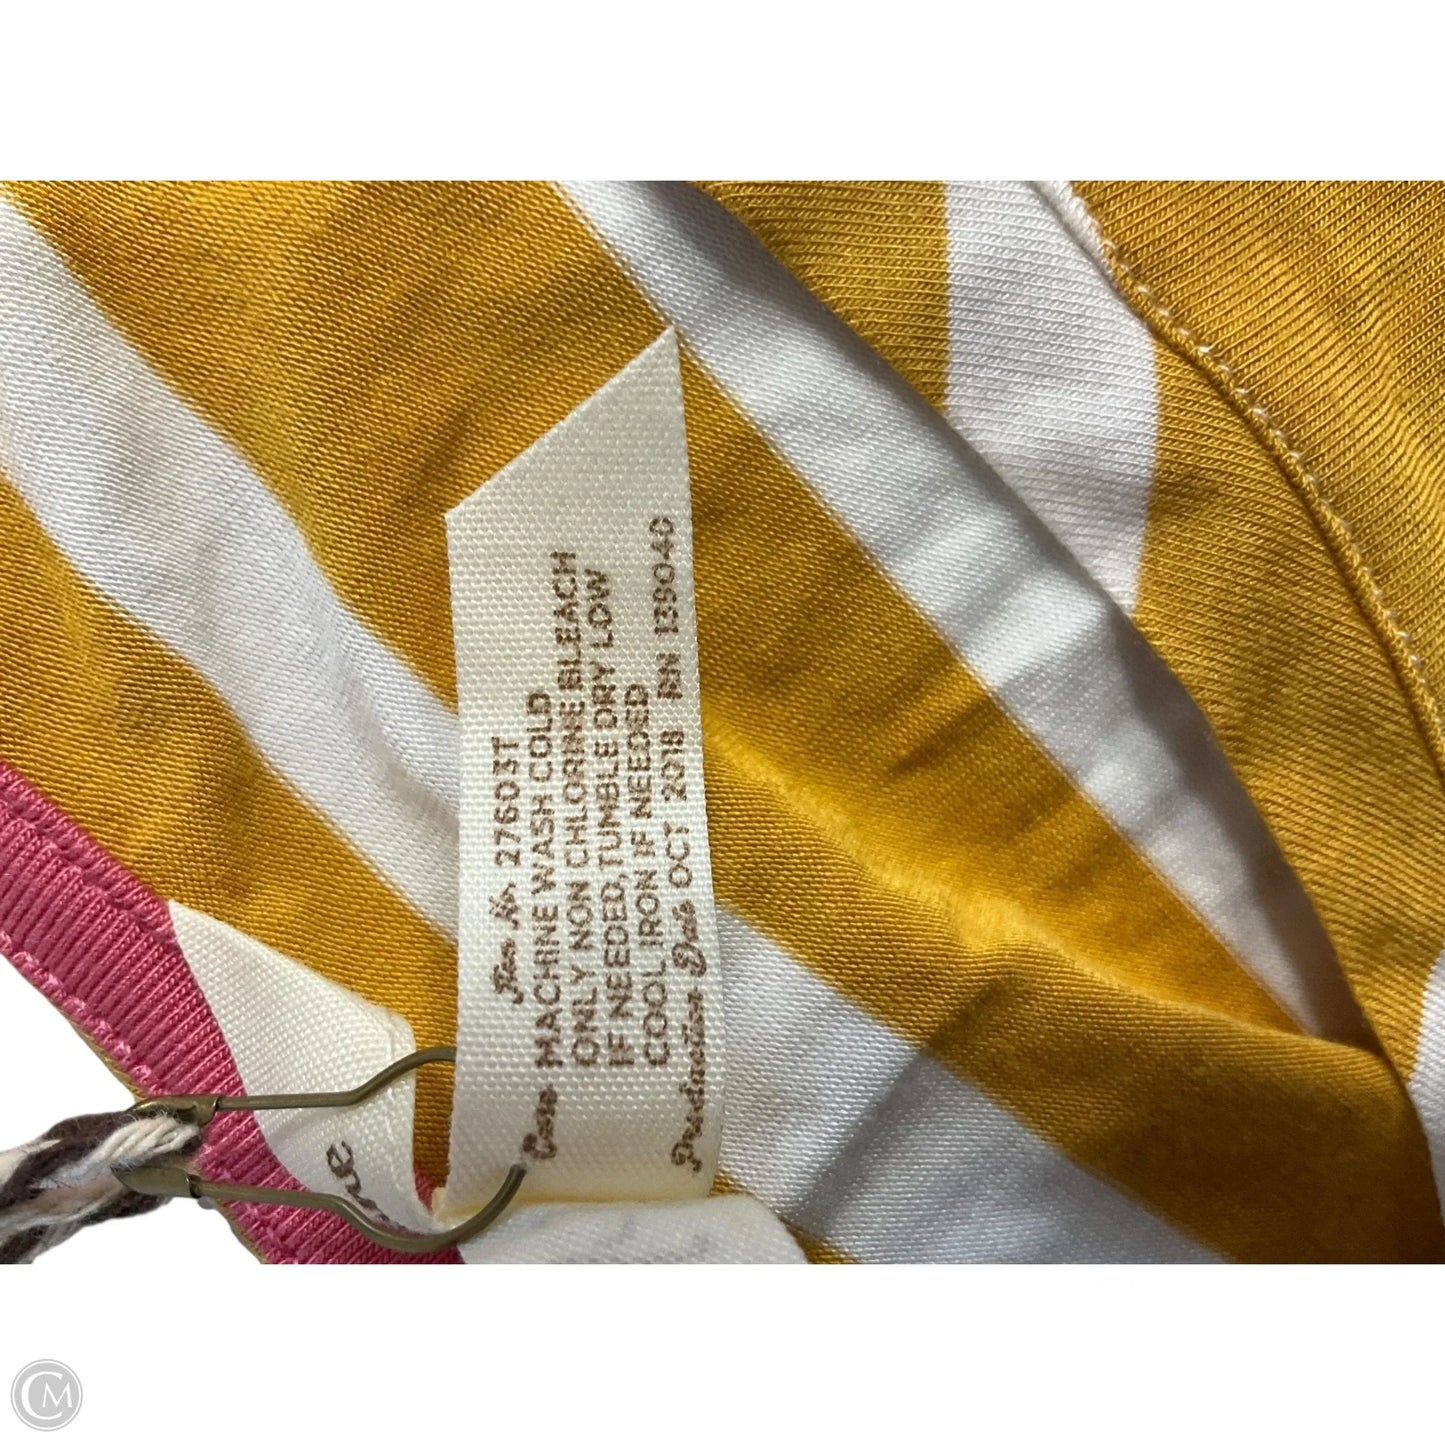 Item No. 27603T
Care MACHINE WASH COLD
ONLY NON CHLORINE BLEACH
IF NEEDED, TUMBLE DRY LOW
COOL IRON IF NEEDED
Production Date OCT 2018 RN 139040
CM